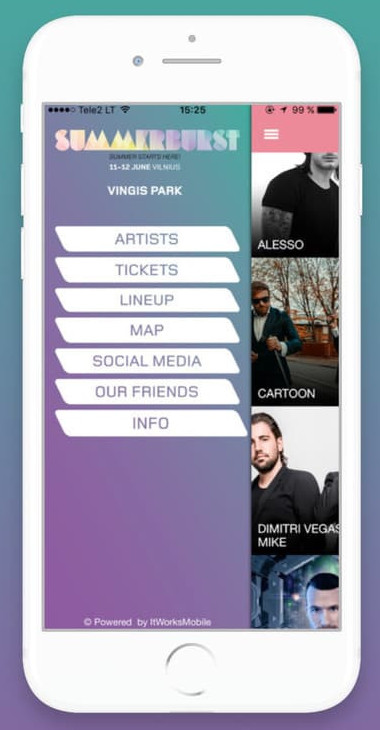 Tele2 LT 15:25 99 %
SUMMERBURST
SUMMER STARTS HERE!
11-12 JUNE VILNIUS
VINGIS PARK
ARTISTS
TICKETS
LINEUP
MAP
SOCIAL MEDIA
OUR FRIENDS
INFO
© Powered by ItWorksMobile
ALESSO
CARTOON
DIMITRI VEGAS
MIKE